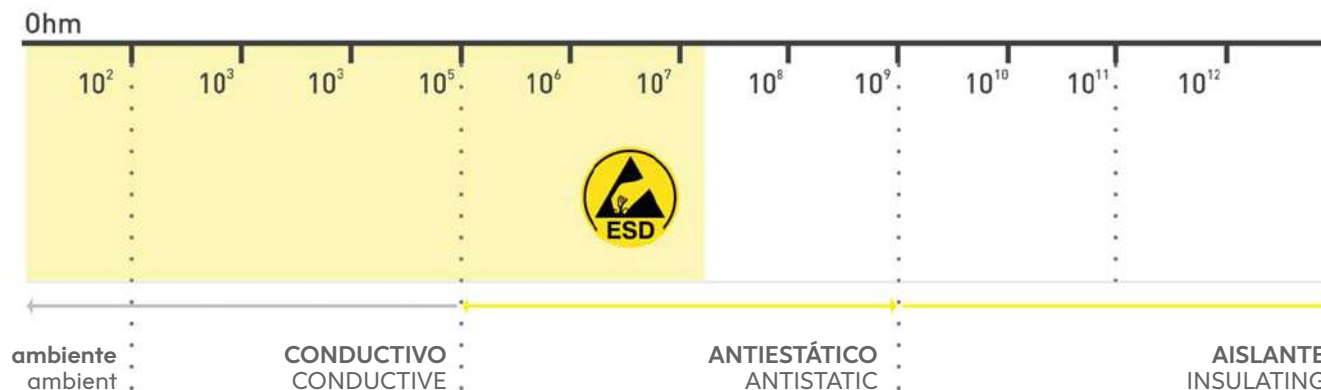 Ohm
10² 10³ 10³ 10⁵ 10⁶ 10⁷ 10⁸ 10⁹ 10¹⁰ 10¹¹ 10¹²
ESD
ambiente CONDUCTIVO ANTIESTÁTICO AISLANTE
ambient CONDUCTIVE ANTISTATIC INSULATING